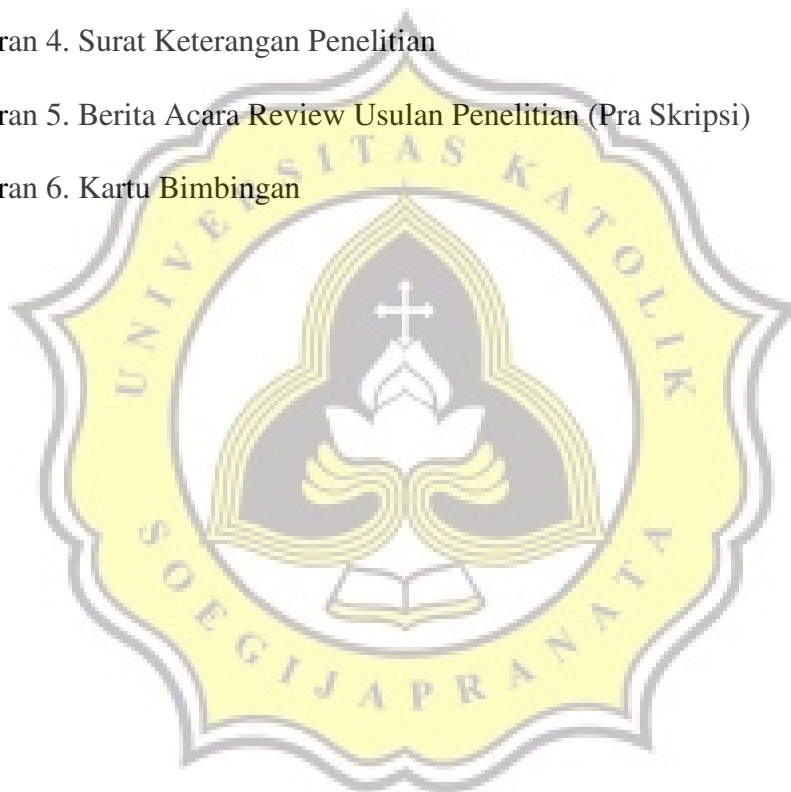 ran 4. Surat Keterangan Penelitian
ran 5. Berita Acara Review Usulan Penelitian (Pra Skripsi)
ran 6. Kartu Bimbingan
UNIVERSITAS KATOLIK
SOEGIJAPRANATA